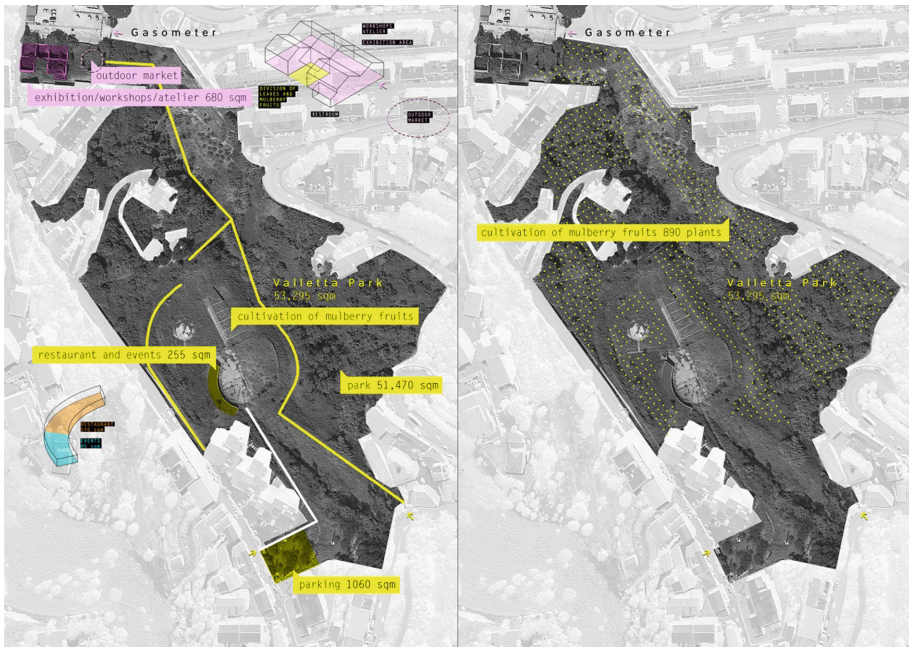 Gasometer
WORKSHOPS/
ATELIER
EXHIBITION AREA
outdoor market
exhibition/workshops/atelier 680 sqm
DIVISION OF
LEAVES AND
MULBERRY
FRUITS
RESTROOM
OUTDOOR
MARKET
Valletta Park
53,295 sqm
cultivation of mulberry fruits
restaurant and events 255 sqm
park 51,470 sqm
RESTAURANT
EVENTS
parking 1060 sqm
Gasometer
cultivation of mulberry fruits 890 plants
Valletta Park
53,295 sqm